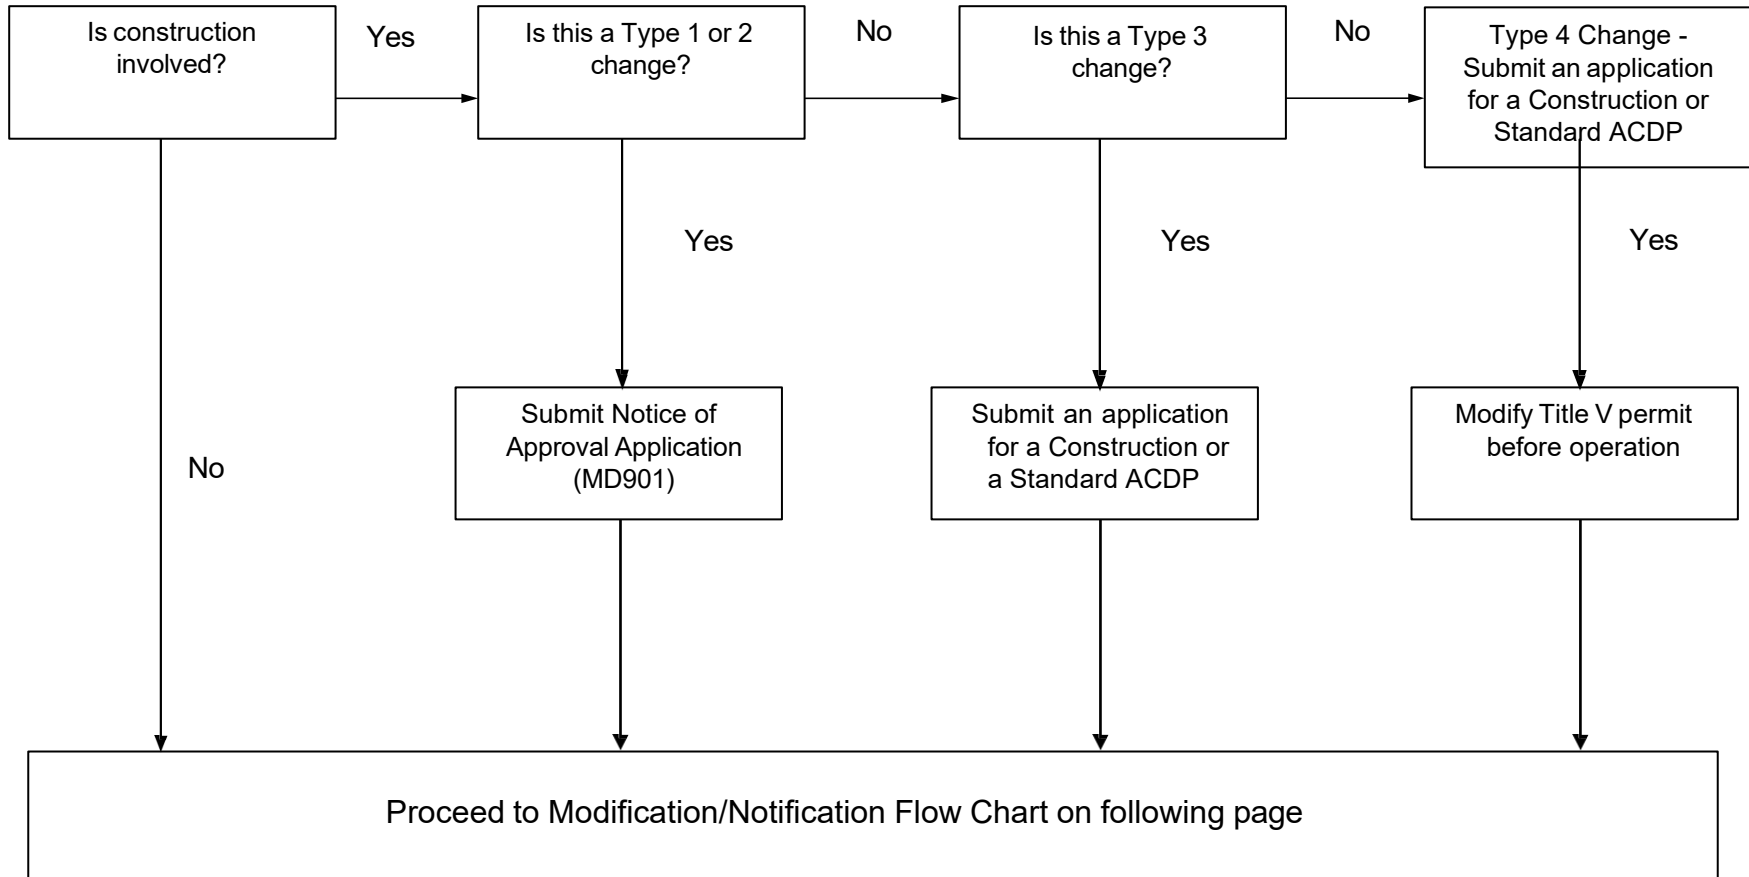 Is construction
involved?
Yes
Is this a Type 1 or 2
change?
No
Is this a Type 3
change?
No
Type 4 Change -
Submit an application
for a Construction or
Standard ACDP
Yes
Yes
Yes
No
Submit Notice of
Approval Application
(MD901)
Submit an application
for a Construction or
a Standard ACDP
Modify Title V permit
before operation
Proceed to Modification/Notification Flow Chart on following page